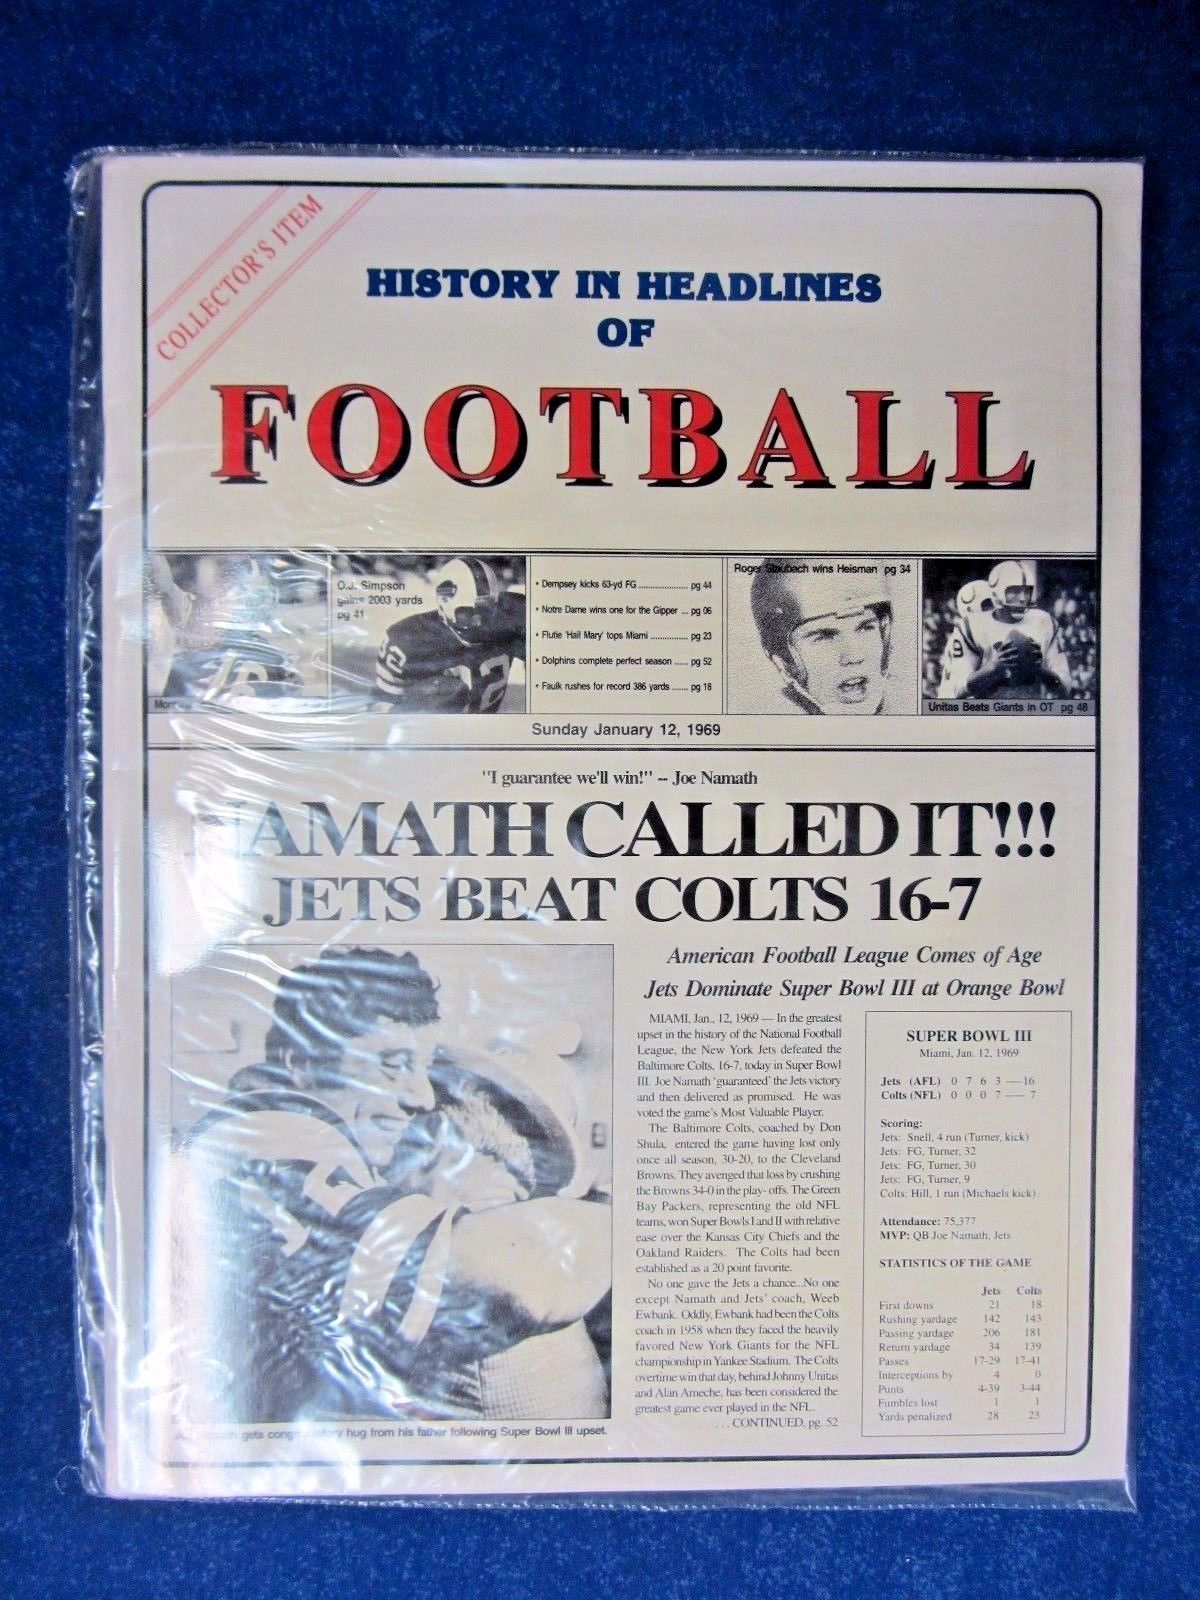 COLLECTOR'S ITEM
HISTORY IN HEADLINES
OF
FOOTBALL
O.J. Simpson
gains 2003 yards
pg 41
• Dempsey kicks 63-yd FG .................... pg 44
• Notre Dame wins one for the Gipper ... pg 06
• Flutie 'Hail Mary' tops Miami ............... pg 23
• Dolphins complete perfect season ...... pg 52
• Faulk rushes for record 386 yards ....... pg 18
Roger Staubach wins Heisman pg 34
Unitas Beats Giants in OT pg 48
Sunday January 12, 1969
"I guarantee we'll win!" -- Joe Namath
NAMATH CALLED IT!!!
JETS BEAT COLTS 16-7
American Football League Comes of Age
Jets Dominate Super Bowl III at Orange Bowl
MIAMI, Jan., 12, 1969 — In the greatest
upset in the history of the National Football
League, the New York Jets defeated the
Baltimore Colts, 16-7, today in Super Bowl
III. Joe Namath 'guaranteed' the Jets victory
and then delivered as promised. He was
voted the game's Most Valuable Player.
The Baltimore Colts, coached by Don
Shula, entered the game having lost only
once all season, 30-20, to the Cleveland
Browns. They avenged that loss by crushing
the Browns 34-0 in the play- offs. The Green
Bay Packers, representing the old NFL
teams, won Super Bowls I and II with relative
ease over the Kansas City Chiefs and the
Oakland Raiders. The Colts had been
established as a 20 point favorite.
No one gave the Jets a chance...No one
except Namath and Jets' coach, Weeb
Ewbank. Oddly, Ewbank had been the Colts
coach in 1958 when they faced the heavily
favored New York Giants for the NFL
championship in Yankee Stadium. The Colts
overtime win that day, behind Johnny Unitas
and Alan Ameche, has been considered the
greatest game ever played in the NFL.
. . . CONTINUED, pg. 52
SUPER BOWL III
Miami, Jan. 12, 1969
Jets (AFL) 0 7 6 3 ----16
Colts (NFL) 0 0 0 7 ----- 7
Scoring:
Jets: Snell, 4 run (Turner, kick)
Jets: FG, Turner, 32
Jets: FG, Turner, 30
Jets: FG, Turner, 9
Colts: Hill, 1 run (Michaels kick)
Attendance: 75,377
MVP: QB Joe Namath, Jets
STATISTICS OF THE GAME
Jets Colts
First downs 21 18
Rushing yardage 142 143
Passing yardage 206 181
Return yardage 34 139
Passes 17-29 17-41
Interceptions by 4 0
Punts 4-39 3-44
Fumbles lost 1 1
Yards penalized 28 23
gets hug from his father following Super Bowl III upset.